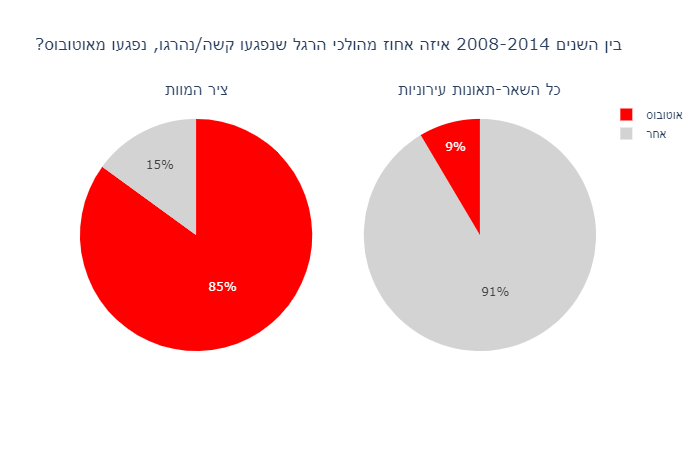 בין השנים 2008-2014 איזה אחוז מהולכי הרגל שנפגעו קשה/נהרגו, נפגעו מאוטובוס?
ציר המוות
כל השאר-תאונות עירוניות
אוטובוס
אחר
15%
85%
9%
91%